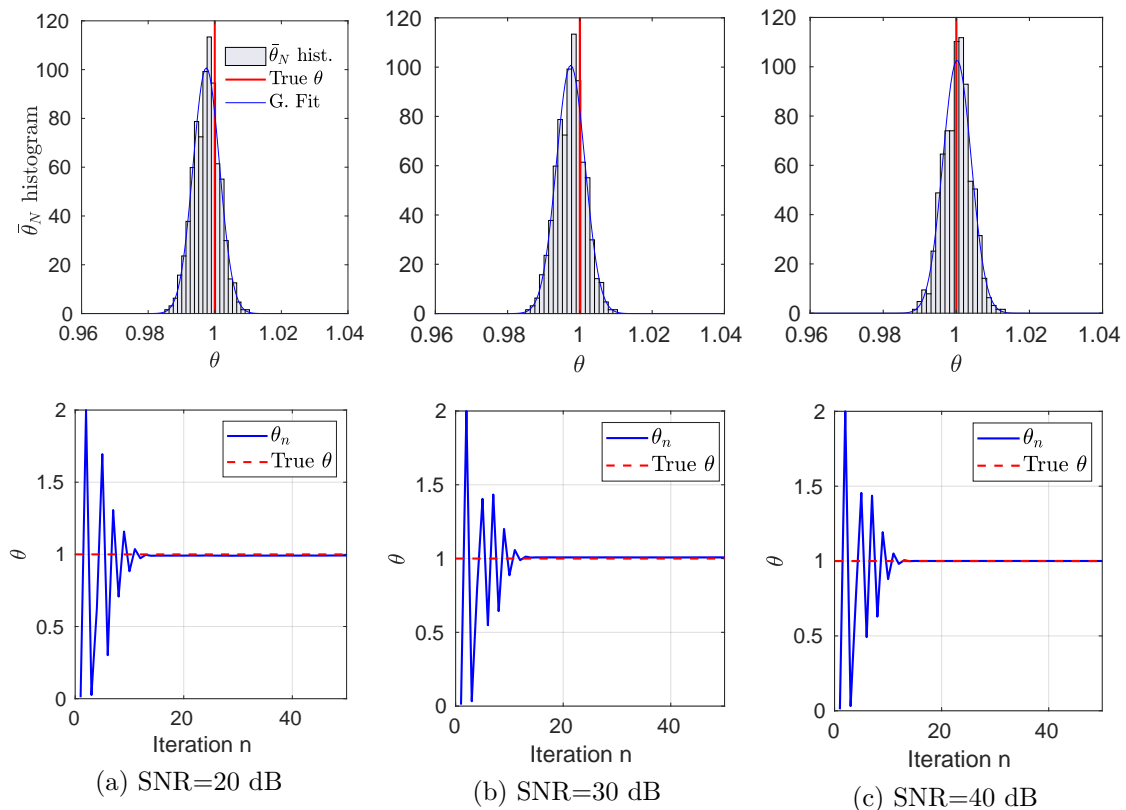 120
100
80
60
40
20
0
0.96 0.98 1 1.02 1.04
θ
θ̄_N histogram
θ̄_N hist.
True θ
G. Fit
120
100
80
60
40
20
0
0.96 0.98 1 1.02 1.04
θ
120
100
80
60
40
20
0
0.96 0.98 1 1.02 1.04
θ
2
1.5
1
0.5
0
0 20 40
θ
Iteration n
θ_n
True θ
(a) SNR=20 dB
2
1.5
1
0.5
0
0 20 40
θ
Iteration n
θ_n
True θ
(b) SNR=30 dB
2
1.5
1
0.5
0
0 20 40
θ
Iteration n
θ_n
True θ
(c) SNR=40 dB